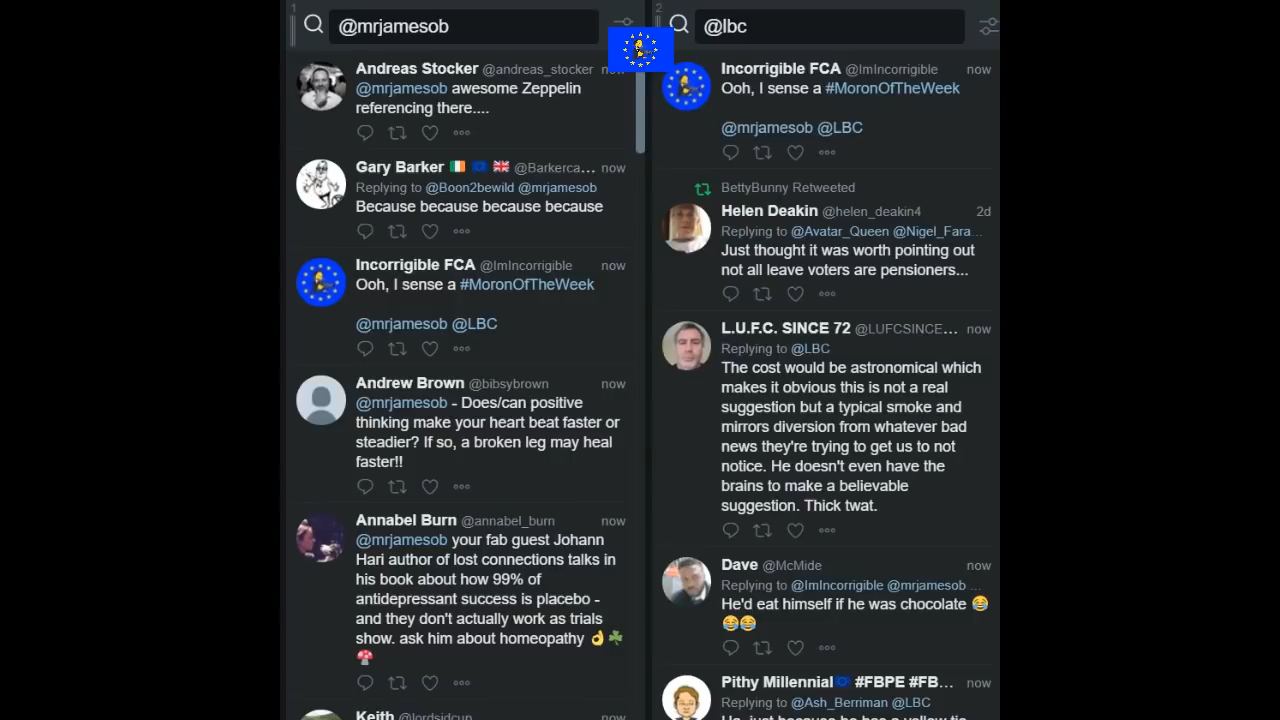 1
@mrjamesob
Andreas Stocker @andreas_stocker now
@mrjamesob awesome Zeppelin
referencing there....
Gary Barker 🇮🇪 🇪🇺 🇬🇧 @Barkerca... now
Replying to @Boon2bewild @mrjamesob
Because because because because
Incorrigible FCA @ImIncorrigible now
Ooh, I sense a #MoronOfTheWeek
@mrjamesob @LBC
Andrew Brown @bibsybrown now
@mrjamesob - Does/can positive
thinking make your heart beat faster or
steadier? If so, a broken leg may heal
faster!!
Annabel Burn @annabel_burn now
@mrjamesob your fab guest Johann
Hari author of lost connections talks in
his book about how 99% of
antidepressant success is placebo -
and they don't actually work as trials
show. ask him about homeopathy 👌☘️
🍄
Keith @lordsidcup now
2
@lbc
Incorrigible FCA @ImIncorrigible now
Ooh, I sense a #MoronOfTheWeek
@mrjamesob @LBC
BettyBunny Retweeted
Helen Deakin @helen_deakin4 2d
Replying to @Avatar_Queen @Nigel_Fara...
Just thought it was worth pointing out
not all leave voters are pensioners...
L.U.F.C. SINCE 72 @LUFCSINCE... now
Replying to @LBC
The cost would be astronomical which
makes it obvious this is not a real
suggestion but a typical smoke and
mirrors diversion from whatever bad
news they're trying to get us to not
notice. He doesn't even have the
brains to make a believable
suggestion. Thick twat.
Dave @McMide now
Replying to @ImIncorrigible @mrjamesob ...
He'd eat himself if he was chocolate 😂
😂😂
Pithy Millennial🇪🇺 #FBPE #FB... now
Replying to @Ash_Berriman @LBC
just because he has a yellow tie